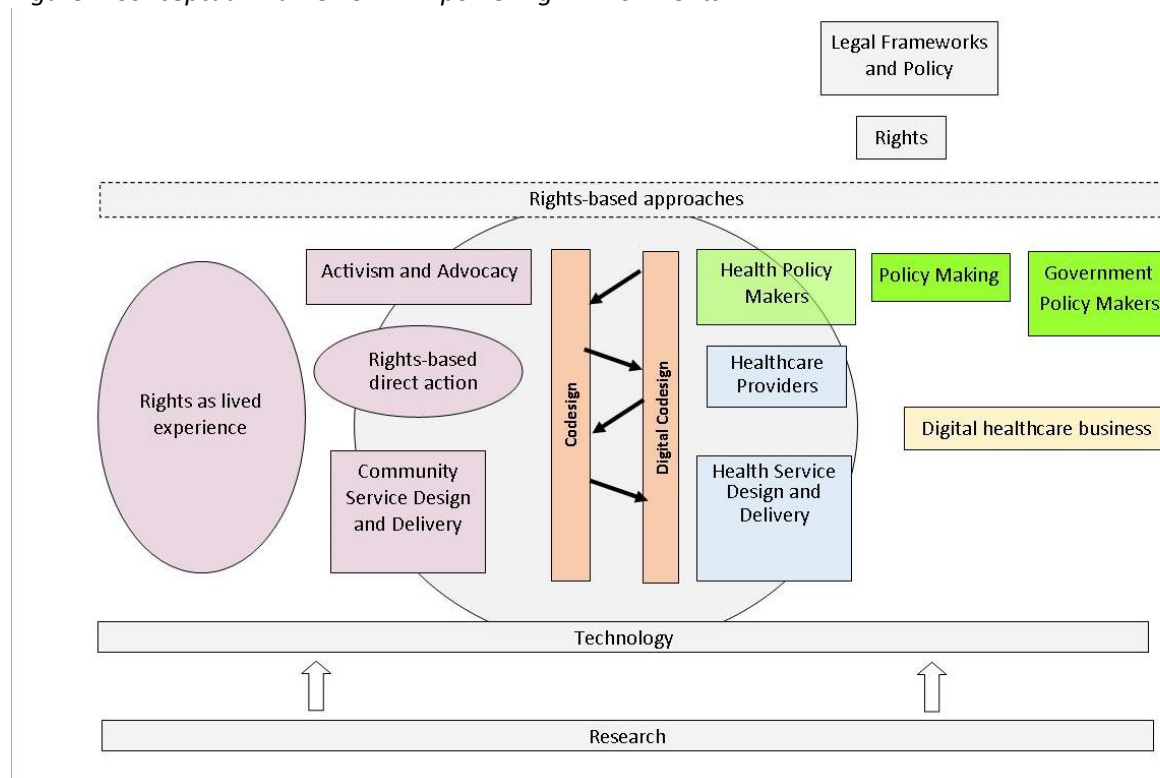 Legal Frameworks
and Policy
Rights
Rights-based approaches
Activism and Advocacy
Rights-based
direct action
Rights as lived
experience
Community
Service Design
and Delivery
Codesign
Digital Codesign
Health Policy
Makers
Policy Making
Government
Policy Makers
Healthcare
Providers
Digital healthcare business
Health Service
Design and
Delivery
Technology
Research